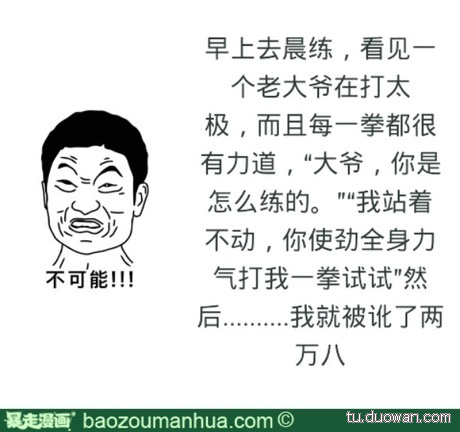 早上去晨练，看见一
个老大爷在打太
极，而且每一拳都很
有力道，“大爷，你是
怎么练的。”“我站着
不动，你使劲全身力
气打我一拳试试”然
后..........我就被讹了两
万八
不可能!!!
暴走漫画 baozoumanhua.com ©
tu.duowan.com